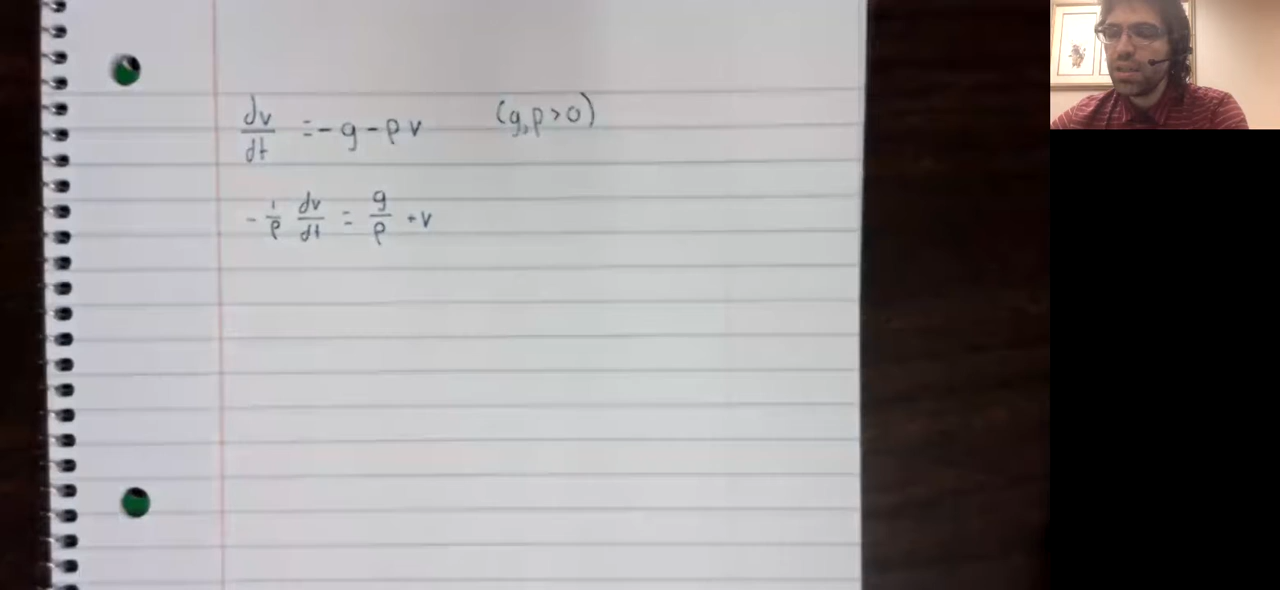 dv/dt = -g - ρv (g,ρ>0)
-1/ρ dv/dt = g/ρ + v